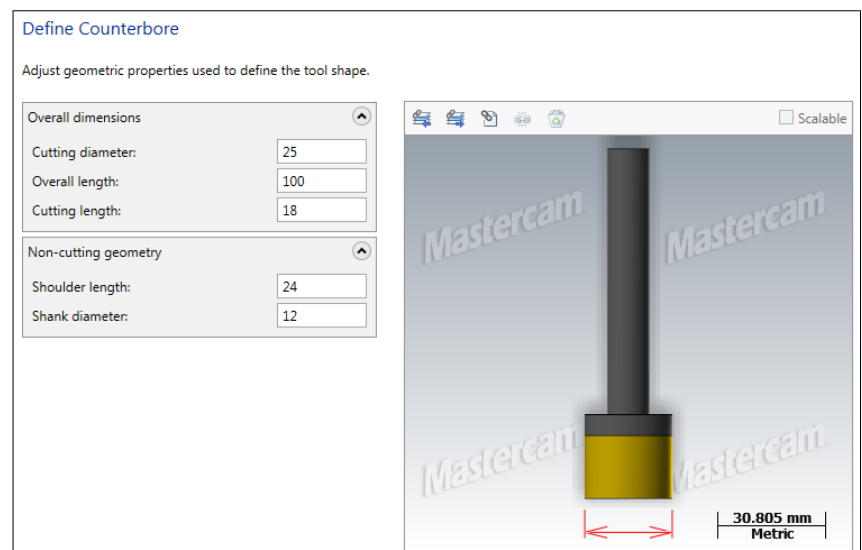 Define Counterbore
Adjust geometric properties used to define the tool shape.
Overall dimensions
Cutting diameter: 25
Overall length: 100
Cutting length: 18
Non-cutting geometry
Shoulder length: 24
Shank diameter: 12
Scalable
Mastercam
Mastercam
Mastercam
Mastercam
30.805 mm
Metric